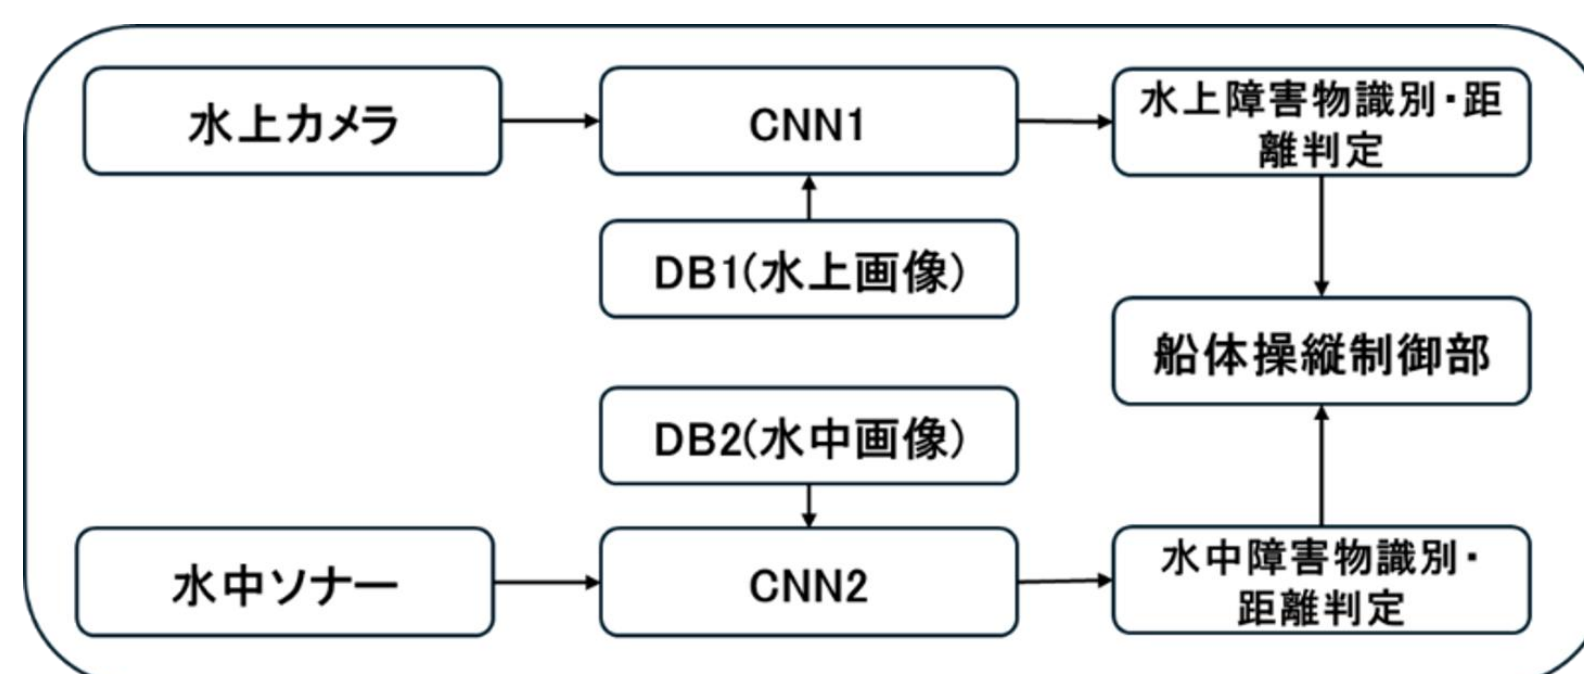 水上カメラ
CNN1
水上障害物識別・距
離判定
DB1(水上画像)
船体操縦制御部
DB2(水中画像)
水中ソナー
CNN2
水中障害物識別・
距離判定